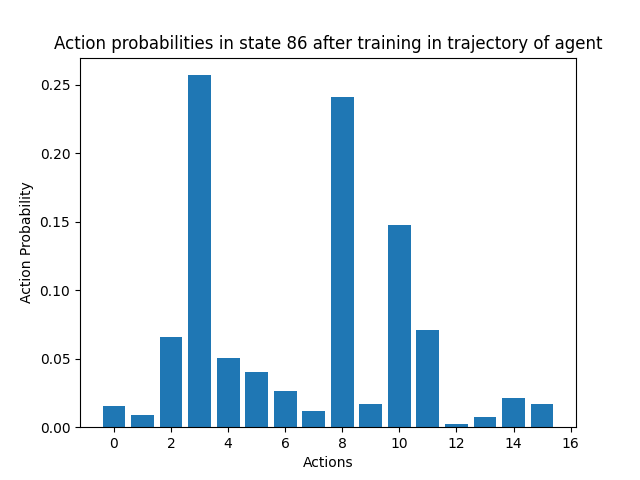 Action probabilities in state 86 after training in trajectory of agent
0.25
0.20
0.15
0.10
0.05
0.00
Action Probability
0 2 4 6 8 10 12 14 16
Actions